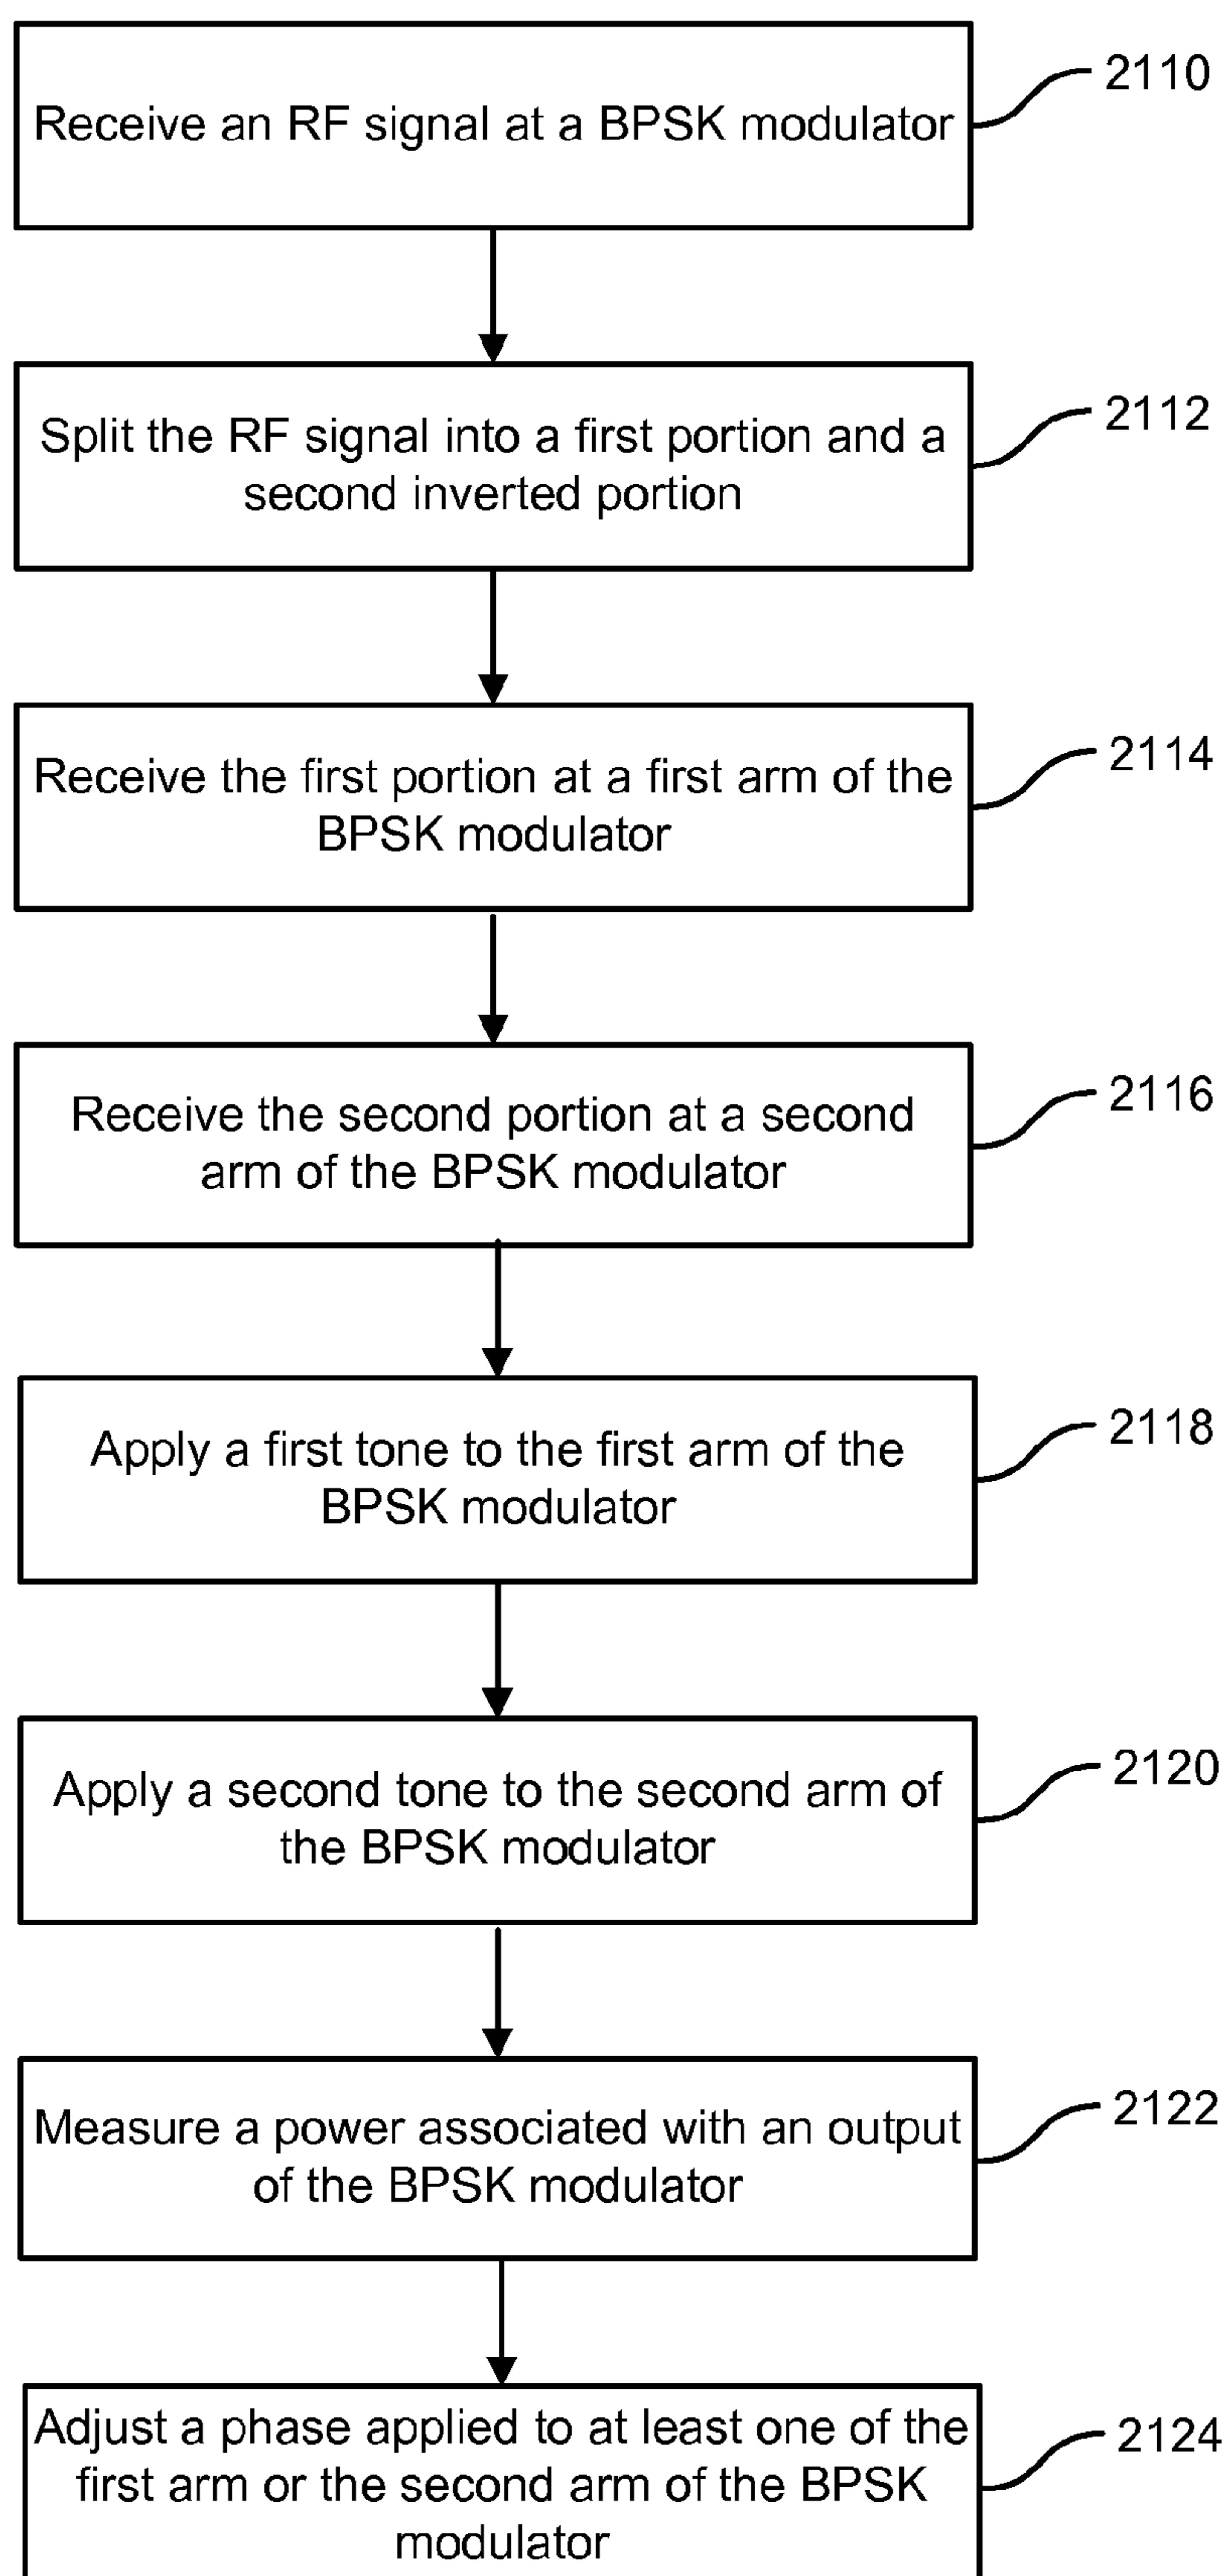 Receive an RF signal at a BPSK modulator
2110
Split the RF signal into a first portion and a
second inverted portion
2112
Receive the first portion at a first arm of the
BPSK modulator
2114
Receive the second portion at a second
arm of the BPSK modulator
2116
Apply a first tone to the first arm of the
BPSK modulator
2118
Apply a second tone to the second arm of
the BPSK modulator
2120
Measure a power associated with an output
of the BPSK modulator
2122
Adjust a phase applied to at least one of the
first arm or the second arm of the BPSK
modulator
2124